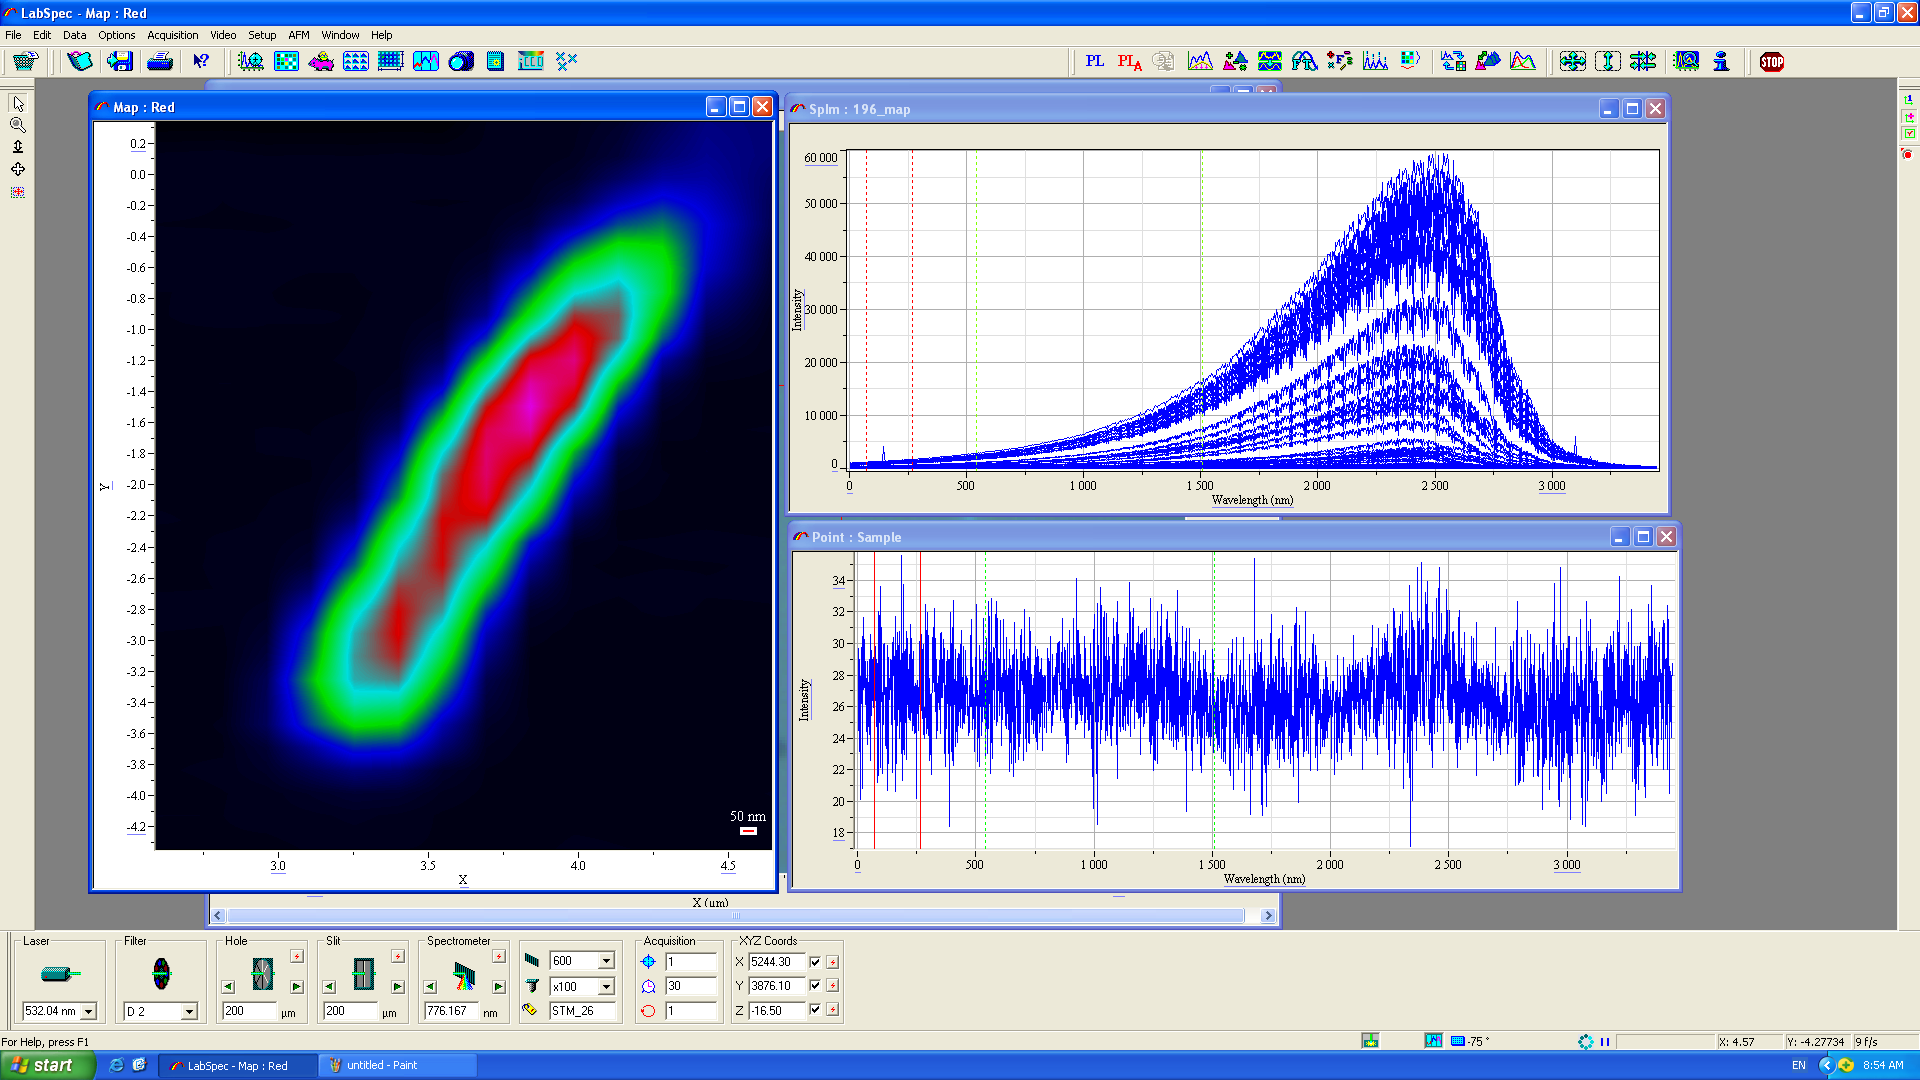 LabSpec - Map : Red
File Edit Data Options Acquisition Video Setup AFM Window Help
PL PLA STOP
Map : Red
0.2
0.0
-0.2
-0.4
-0.6
-0.8
-1.0
-1.2
-1.4
-1.6
-1.8
-2.0
-2.2
-2.4
-2.6
-2.8
-3.0
-3.2
-3.4
-3.6
-3.8
-4.0
-4.2
Y
50 nm
3.0 3.5 4.0 4.5
X
X (µm)
SpIm : 196_map
60 000
50 000
40 000
30 000
20 000
10 000
0
Intensity
0 500 1 000 1 500 2 000 2 500 3 000
Wavelength (nm)
Point : Sample
34
32
30
28
26
24
22
20
18
Intensity
0 500 1 000 1 500 2 000 2 500 3 000
Wavelength (nm)
Laser
532.04 nm
Filter
D 2
Hole
200 µm
Slit
200 µm
Spectrometer
776.167 nm
600
x100
STM_26
Acquisition
1
30
1
XYZ Coords
X 5244.30
Y 3876.10
Z -16.50
For Help, press F1
-75 °
X: 4.57 Y: -4.27734 9 f/s
start
LabSpec - Map : Red
untitled - Paint
EN
8:54 AM